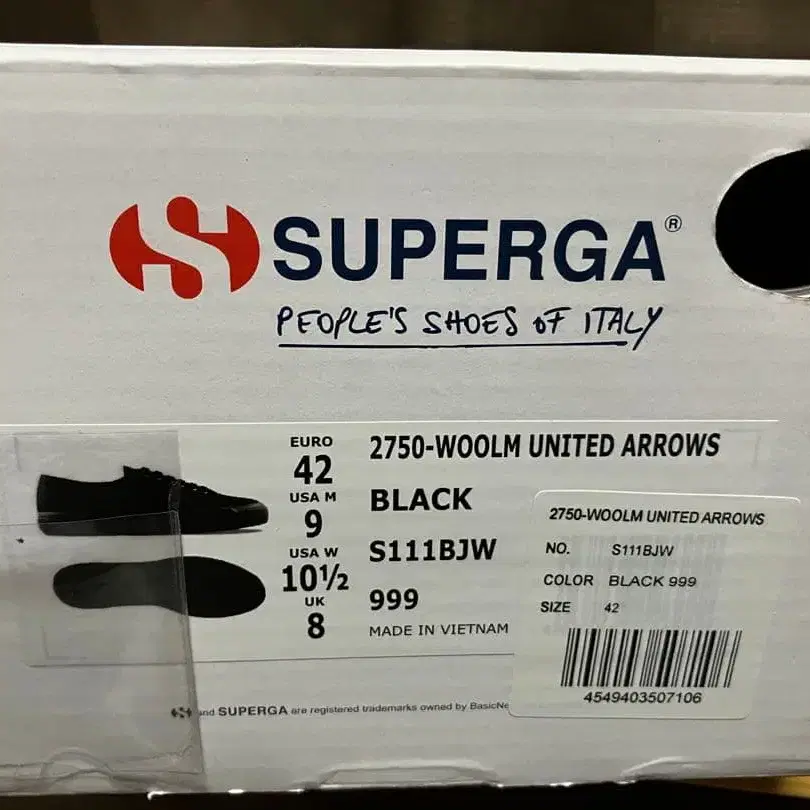 SUPERGA®
PEOPLE'S SHOES OF ITALY
EURO
42
USA M
9
USA W
10½
UK
8
2750-WOOLM UNITED ARROWS
BLACK
S111BJW
999
MADE IN VIETNAM
2750-WOOLM UNITED ARROWS
NO. S111BJW
COLOR BLACK 999
SIZE 42
4549403507106
and SUPERGA are registered trademarks owned by BasicNe